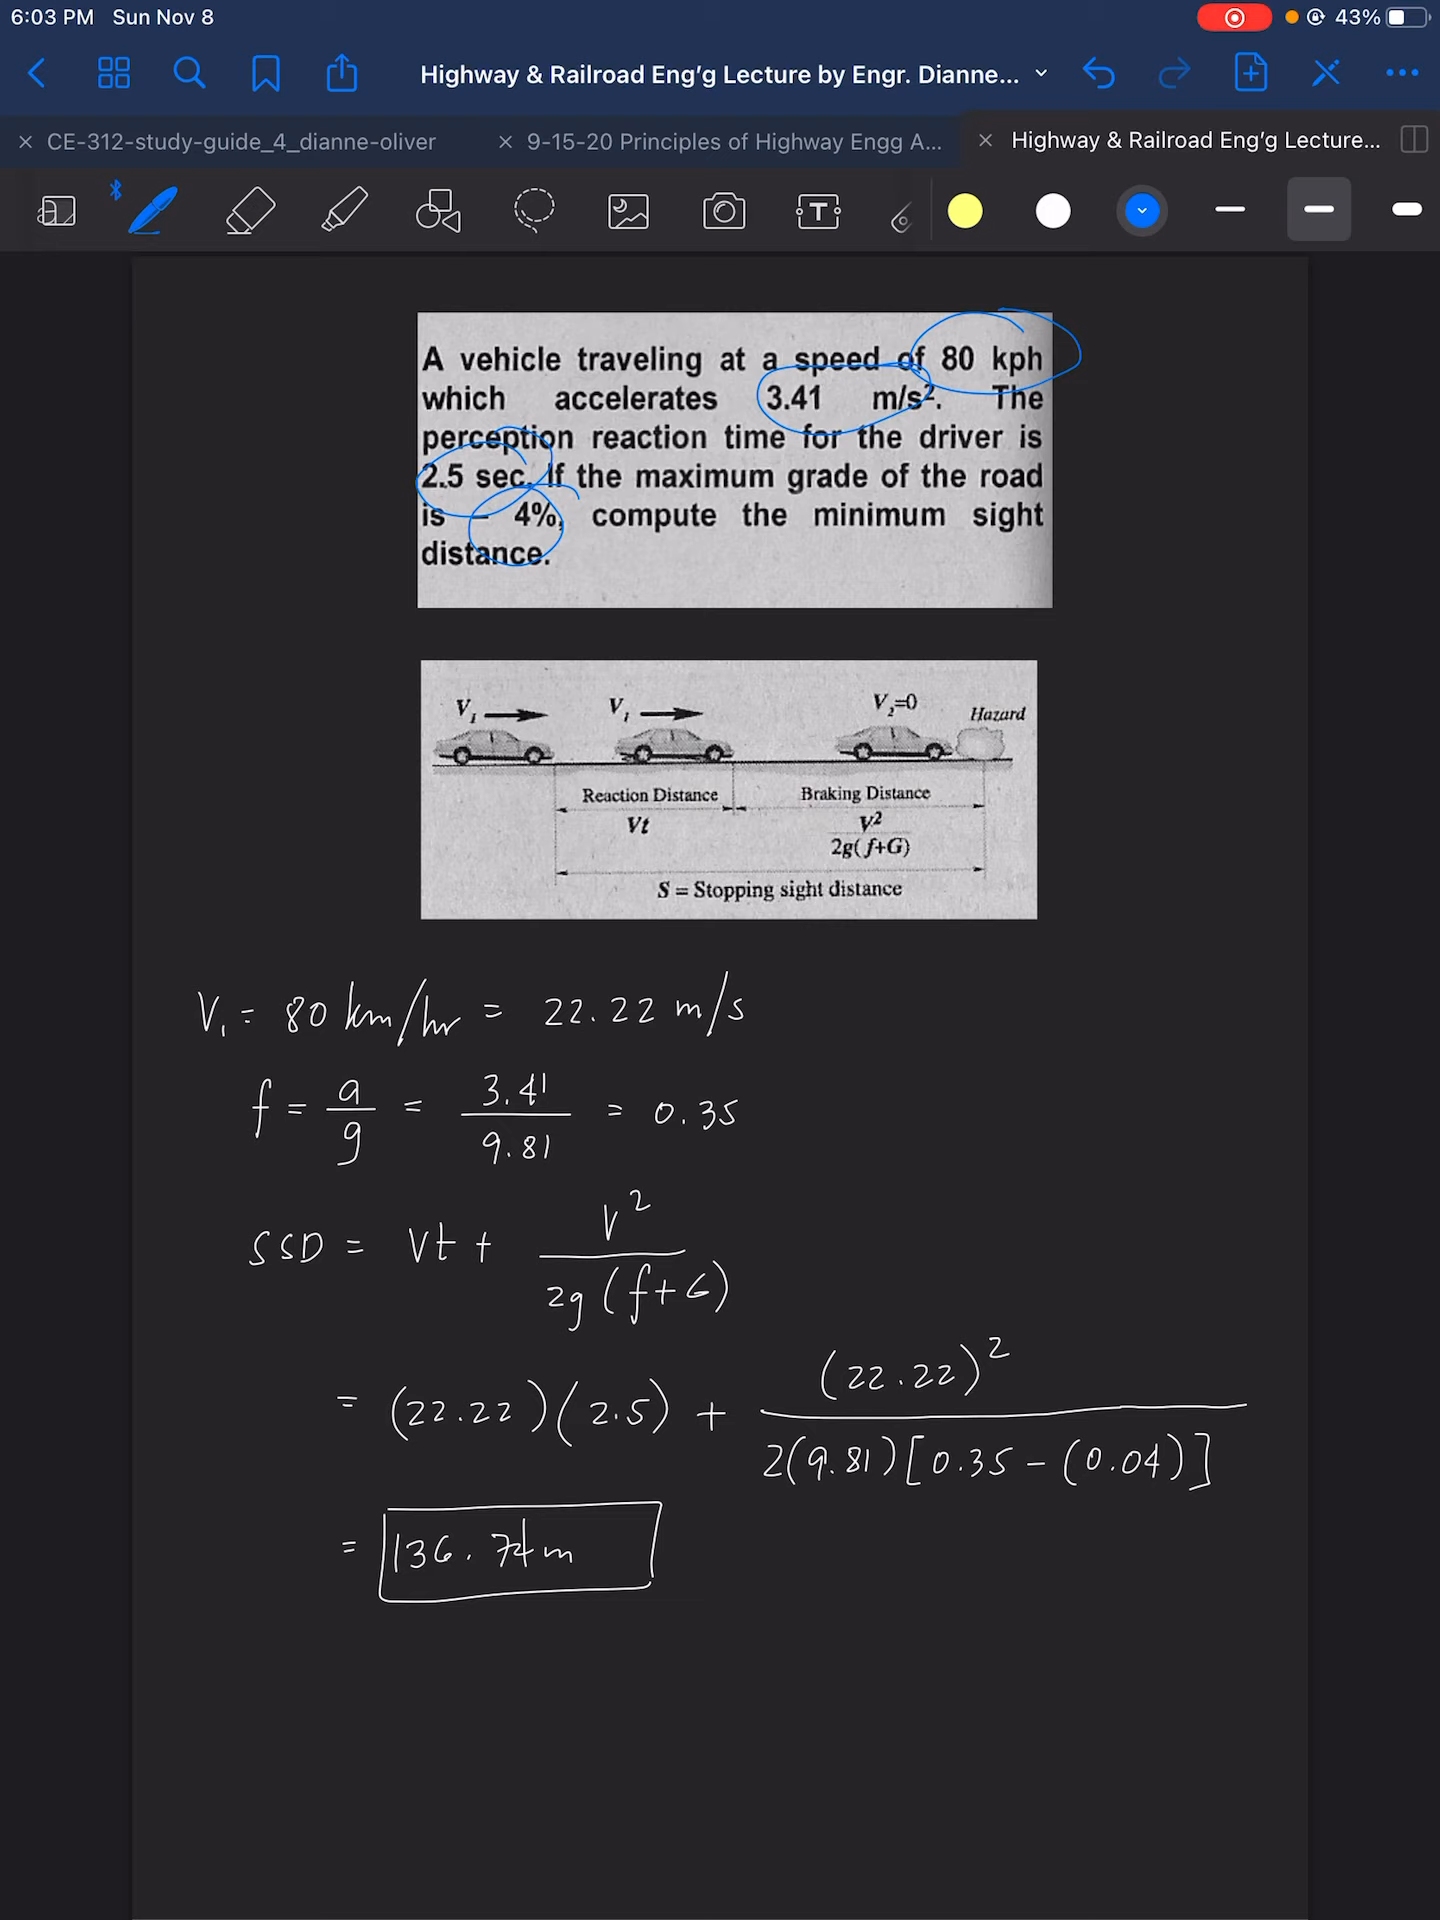 6:03 PM Sun Nov 8
43%
Highway & Railroad Eng'g Lecture by Engr. Dianne...
CE-312-study-guide_4_dianne-oliver
9-15-20 Principles of Highway Engg A...
Highway & Railroad Eng'g Lecture...
A vehicle traveling at a speed of 80 kph
which accelerates 3.41 m/s². The
perception reaction time for the driver is
2.5 sec. If the maximum grade of the road
is – 4%, compute the minimum sight
distance.
V₁ V₁ V₂=0 Hazard
Reaction Distance Braking Distance
Vt V²
2g(f+G)
S = Stopping sight distance
V₁ = 80 km/hr = 22.22 m/s
f = a/g = 3.41/9.81 = 0.35
SSD = Vt + V²/2g(f+G)
= (22.22)(2.5) + (22.22)²/2(9.81)[0.35-(0.04)]
= 136.74 m